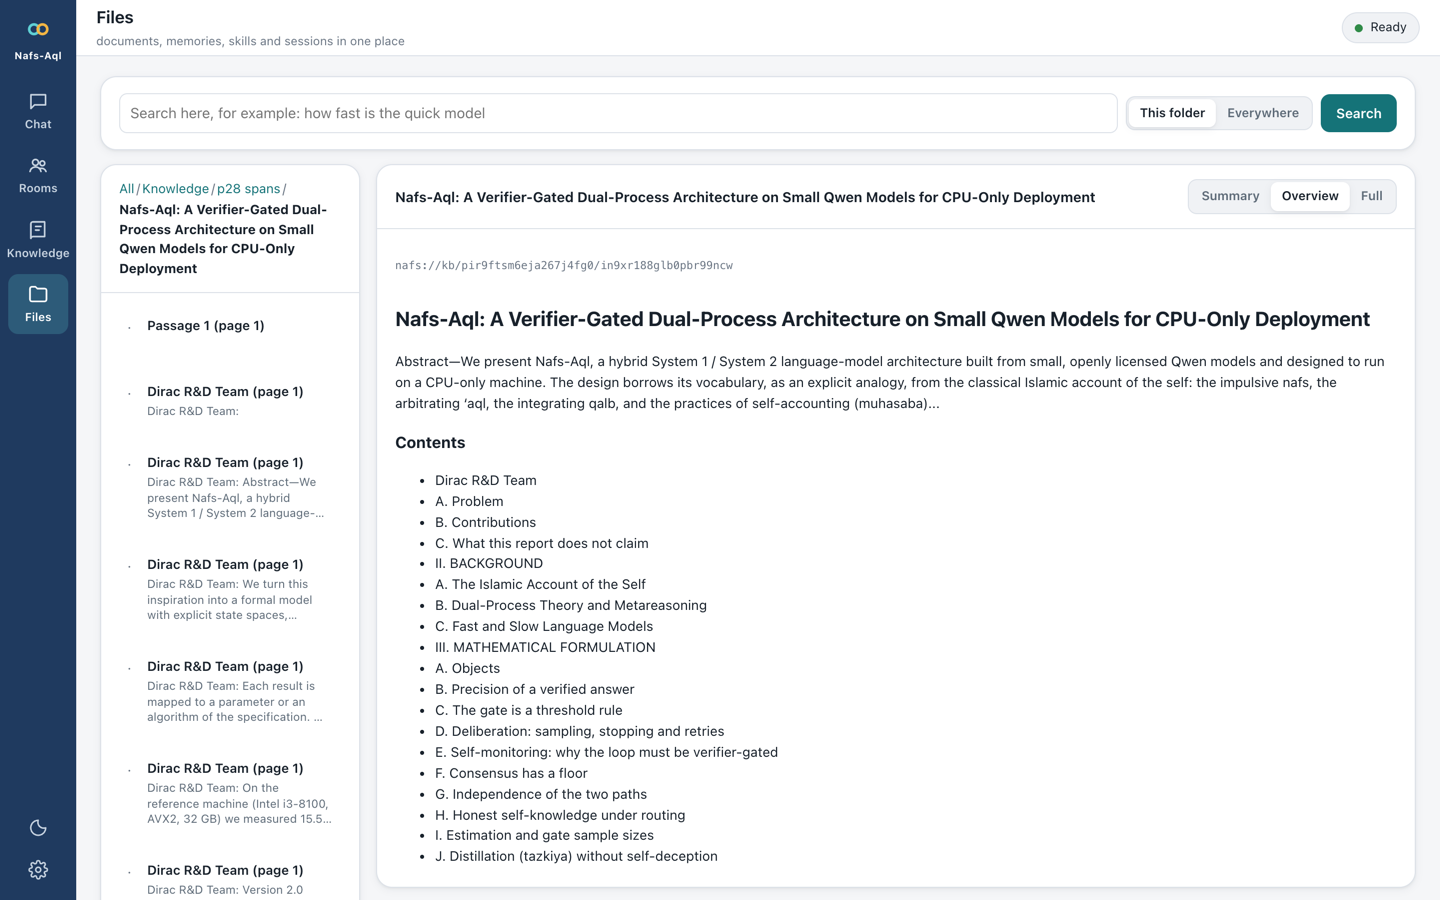 Nafs-Aql
Chat
Rooms
Knowledge
Files
Files
documents, memories, skills and sessions in one place
Ready
Search here, for example: how fast is the quick model
This folder
Everywhere
Search
All / Knowledge / p28 spans /
Nafs-Aql: A Verifier-Gated Dual-
Process Architecture on Small
Qwen Models for CPU-Only
Deployment
Passage 1 (page 1)
Dirac R&D Team (page 1)
Dirac R&D Team:
Dirac R&D Team (page 1)
Dirac R&D Team: Abstract—We
present Nafs-Aql, a hybrid
System 1 / System 2 language-...
Dirac R&D Team (page 1)
Dirac R&D Team: We turn this
inspiration into a formal model
with explicit state spaces,...
Dirac R&D Team (page 1)
Dirac R&D Team: Each result is
mapped to a parameter or an
algorithm of the specification. ...
Dirac R&D Team (page 1)
Dirac R&D Team: On the
reference machine (Intel i3-8100,
AVX2, 32 GB) we measured 15.5...
Dirac R&D Team (page 1)
Dirac R&D Team: Version 2.0
Nafs-Aql: A Verifier-Gated Dual-Process Architecture on Small Qwen Models for CPU-Only Deployment
Summary
Overview
Full
nafs://kb/pir9ftsm6eja267j4fg0/in9xr188glb0pbr99ncw
Nafs-Aql: A Verifier-Gated Dual-Process Architecture on Small Qwen Models for CPU-Only Deployment
Abstract—We present Nafs-Aql, a hybrid System 1 / System 2 language-model architecture built from small, openly licensed Qwen models and designed to run
on a CPU-only machine. The design borrows its vocabulary, as an explicit analogy, from the classical Islamic account of the self: the impulsive nafs, the
arbitrating ‘aql, the integrating qalb, and the practices of self-accounting (muhasaba)...
Contents
• Dirac R&D Team
• A. Problem
• B. Contributions
• C. What this report does not claim
• II. BACKGROUND
• A. The Islamic Account of the Self
• B. Dual-Process Theory and Metareasoning
• C. Fast and Slow Language Models
• III. MATHEMATICAL FORMULATION
• A. Objects
• B. Precision of a verified answer
• C. The gate is a threshold rule
• D. Deliberation: sampling, stopping and retries
• E. Self-monitoring: why the loop must be verifier-gated
• F. Consensus has a floor
• G. Independence of the two paths
• H. Honest self-knowledge under routing
• I. Estimation and gate sample sizes
• J. Distillation (tazkiya) without self-deception